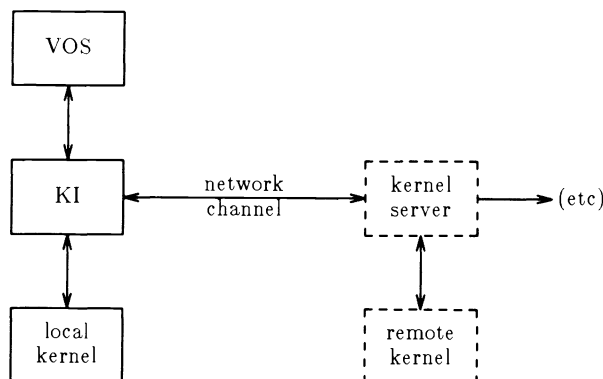 VOS
KI
network
channel
kernel
server
(etc)
local
kernel
remote
kernel